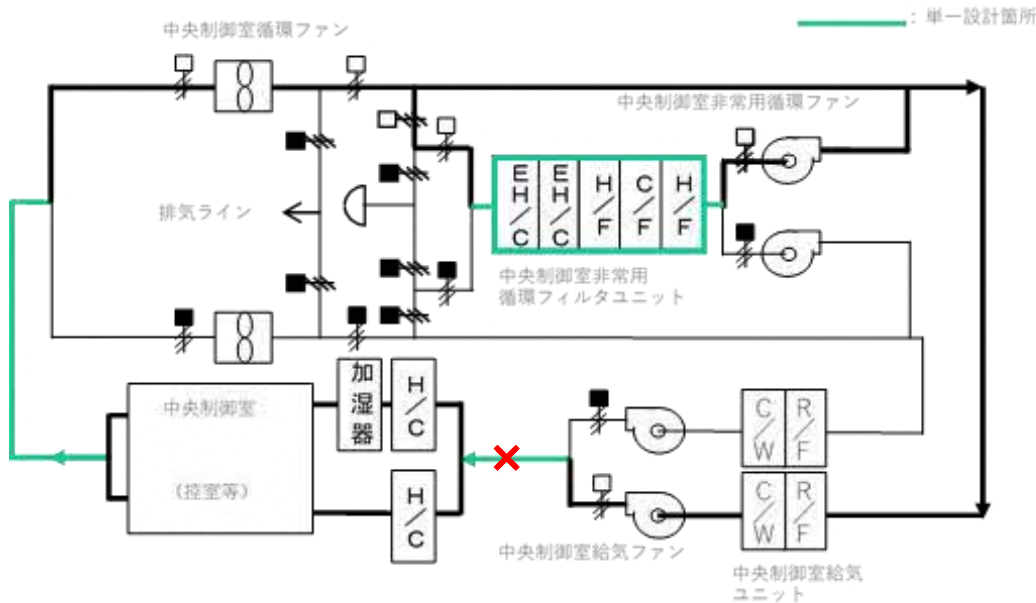 ：単一設計箇所
中央制御室循環ファン
中央制御室非常用循環ファン
EH/C
EH/C
H/F
C/F
H/F
排気ライン
中央制御室非常用
循環フィルタユニット
加湿器
H/C
中央制御室
（控室等）
H/C
C/W
R/F
C/W
R/F
中央制御室給気ファン
中央制御室給気
ユニット